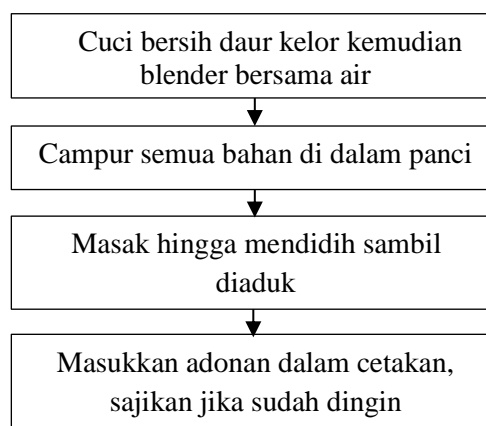 Cuci bersih daur kelor kemudian
blender bersama air
Campur semua bahan di dalam panci
Masak hingga mendidih sambil
diaduk
Masukkan adonan dalam cetakan,
sajikan jika sudah dingin